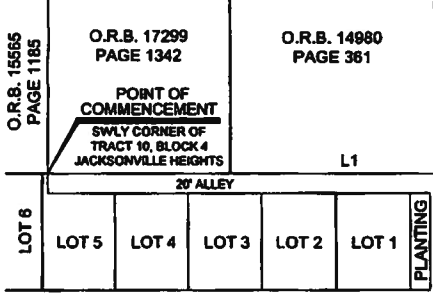 O.R.B. 15565
PAGE 1185
O.R.B. 17299
PAGE 1342
O.R.B. 14980
PAGE 361
POINT OF
COMMENCEMENT
SWLY CORNER OF
TRACT 10, BLOCK 4
JACKSONVILLE HEIGHTS
L1
20' ALLEY
LOT 6
LOT 5
LOT 4
LOT 3
LOT 2
LOT 1
PLANTING